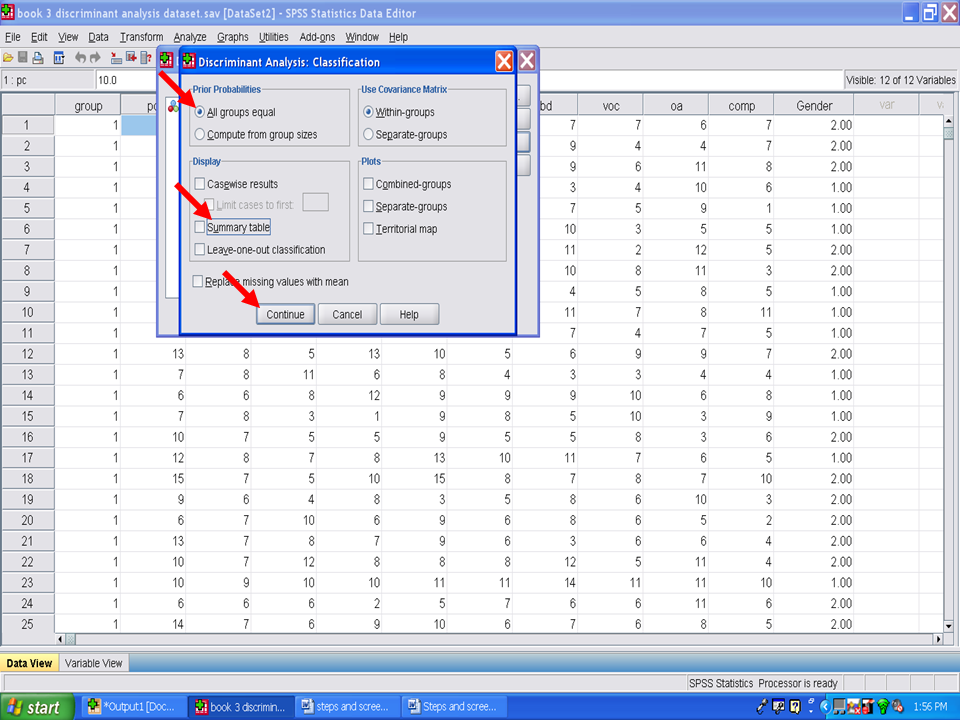 book 3 discriminant analysis dataset.sav [DataSet2] - SPSS Statistics Data Editor
File Edit View Data Transform Analyze Graphs Utilities Add-ons Window Help
1 : pc 10.0 Visible: 12 of 12 Variables
Discriminant Analysis: Classification
Prior Probabilities
All groups equal
Compute from group sizes
Use Covariance Matrix
Within-groups
Separate-groups
Display
Casewise results
Limit cases to first:
Summary table
Leave-one-out classification
Plots
Combined-groups
Separate-groups
Territorial map
Replace missing values with mean
Continue Cancel Help
group voc oa comp Gender var
1 1 7 7 6 7 2.00
2 1 9 4 4 7 2.00
3 1 9 6 11 8 2.00
4 1 3 4 10 6 1.00
5 1 7 5 9 1 1.00
6 1 10 3 5 5 1.00
7 1 11 2 12 5 2.00
8 1 10 8 11 3 2.00
9 1 4 5 8 5 1.00
10 1 11 7 8 11 1.00
11 1 7 4 7 5 1.00
12 1 13 8 5 13 10 5 6 9 9 7 2.00
13 1 7 8 11 6 8 4 3 3 4 4 1.00
14 1 6 6 8 12 9 9 9 10 6 8 1.00
15 1 7 8 3 1 9 8 5 10 3 9 1.00
16 1 10 7 5 5 9 5 5 8 3 6 2.00
17 1 12 8 7 8 13 10 11 7 6 5 1.00
18 1 15 7 5 10 15 8 7 8 7 10 2.00
19 1 9 6 4 8 3 5 8 6 10 3 2.00
20 1 6 7 10 6 9 6 8 6 5 2 2.00
21 1 13 7 8 7 9 6 3 6 6 4 2.00
22 1 10 7 12 8 8 8 12 5 11 4 2.00
23 1 10 9 10 10 11 11 14 11 11 10 1.00
24 1 6 6 6 2 5 7 6 6 11 6 2.00
25 1 14 7 6 9 10 6 7 6 8 5 2.00
Data View Variable View
SPSS Statistics Processor is ready
start *Output1 [Doc... book 3 discrimin... steps and scree... Steps and scree... 1:56 PM